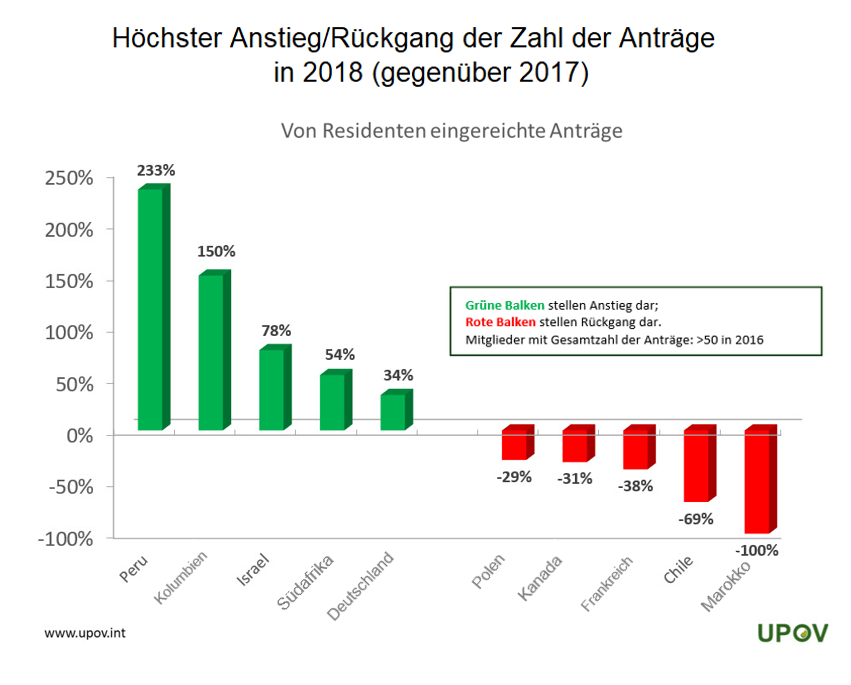 Höchster Anstieg/Rückgang der Zahl der Anträge
in 2018 (gegenüber 2017)
Von Residenten eingereichte Anträge
250%
200%
150%
100%
50%
0%
-50%
-100%
233%
150%
78%
54%
34%
-29%
-31%
-38%
-69%
-100%
Grüne Balken stellen Anstieg dar;
Rote Balken stellen Rückgang dar.
Mitglieder mit Gesamtzahl der Anträge: >50 in 2016
Peru
Kolumbien
Israel
Südafrika
Deutschland
Polen
Kanada
Frankreich
Chile
Marokko
www.upov.int
UPOV